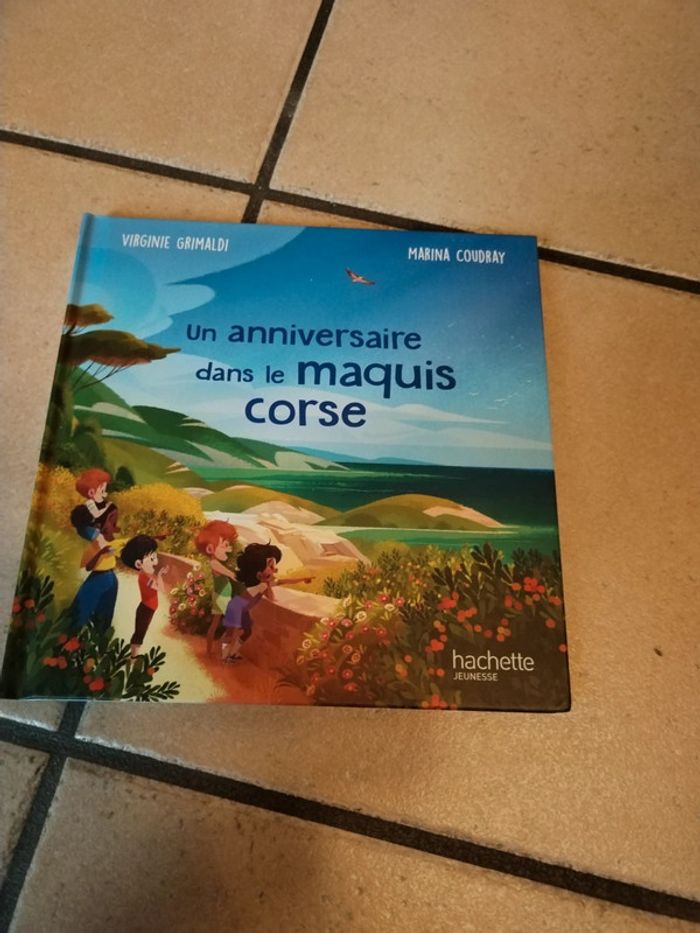 VIRGINIE GRIMALDI
MARINA COUDRAY
Un anniversaire
dans le maquis
corse
hachette
JEUNESSE